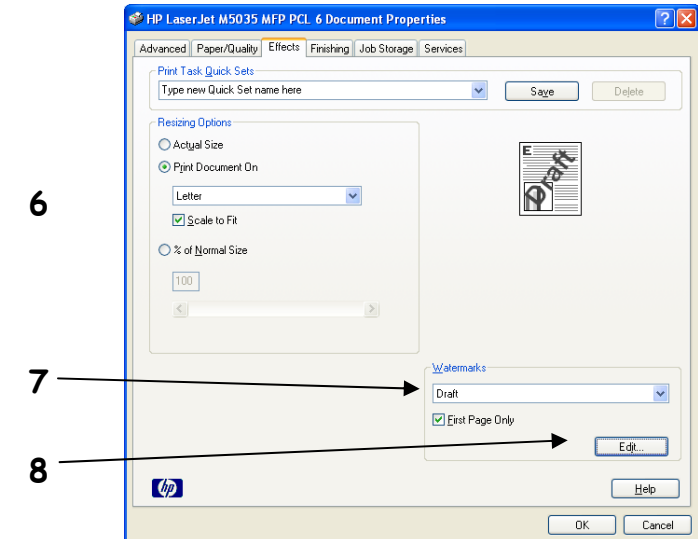 HP LaserJet M5035 MFP PCL 6 Document Properties
Advanced Paper/Quality Effects Finishing Job Storage Services
Print Task Quick Sets
Type new Quick Set name here
Save
Delete
Resizing Options
Actual Size
Print Document On
Letter
Scale to Fit
% of Normal Size
100
E
Draft
6
7
Watermarks
Draft
First Page Only
8
Edit...
hp
Help
OK Cancel